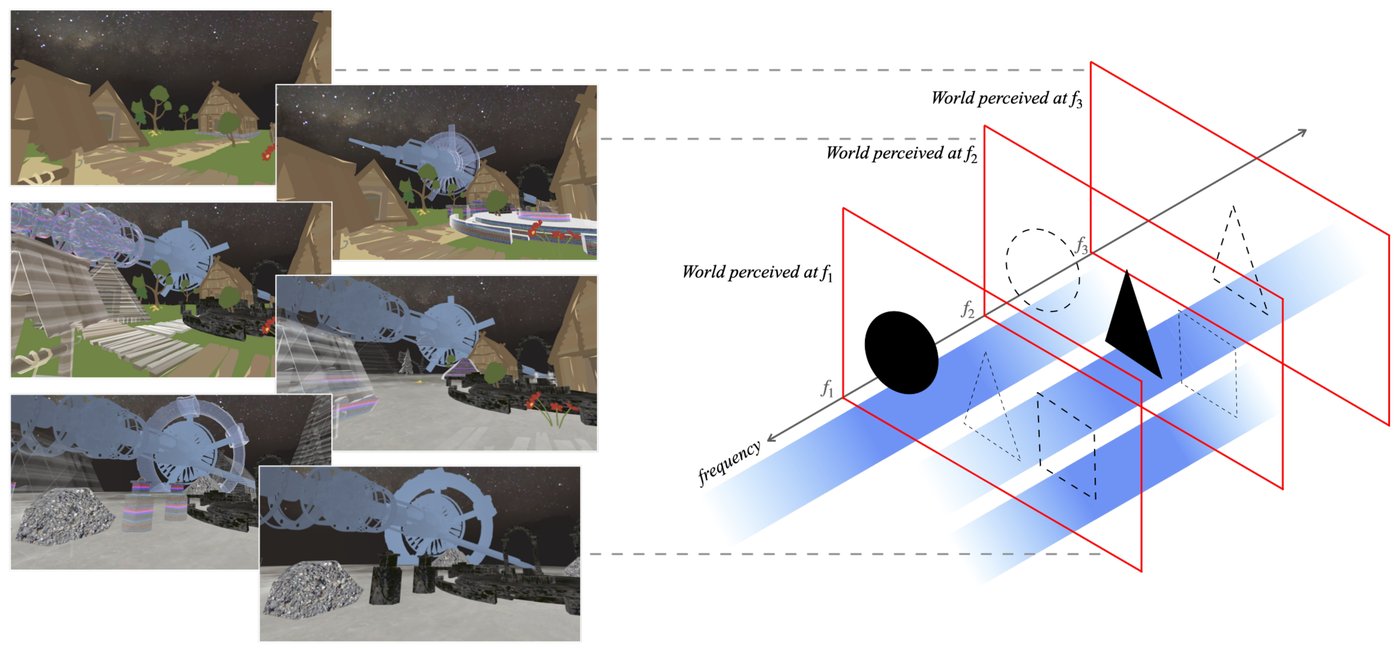 World perceived at f3
World perceived at f2
World perceived at f1
f3
f2
f1
frequency